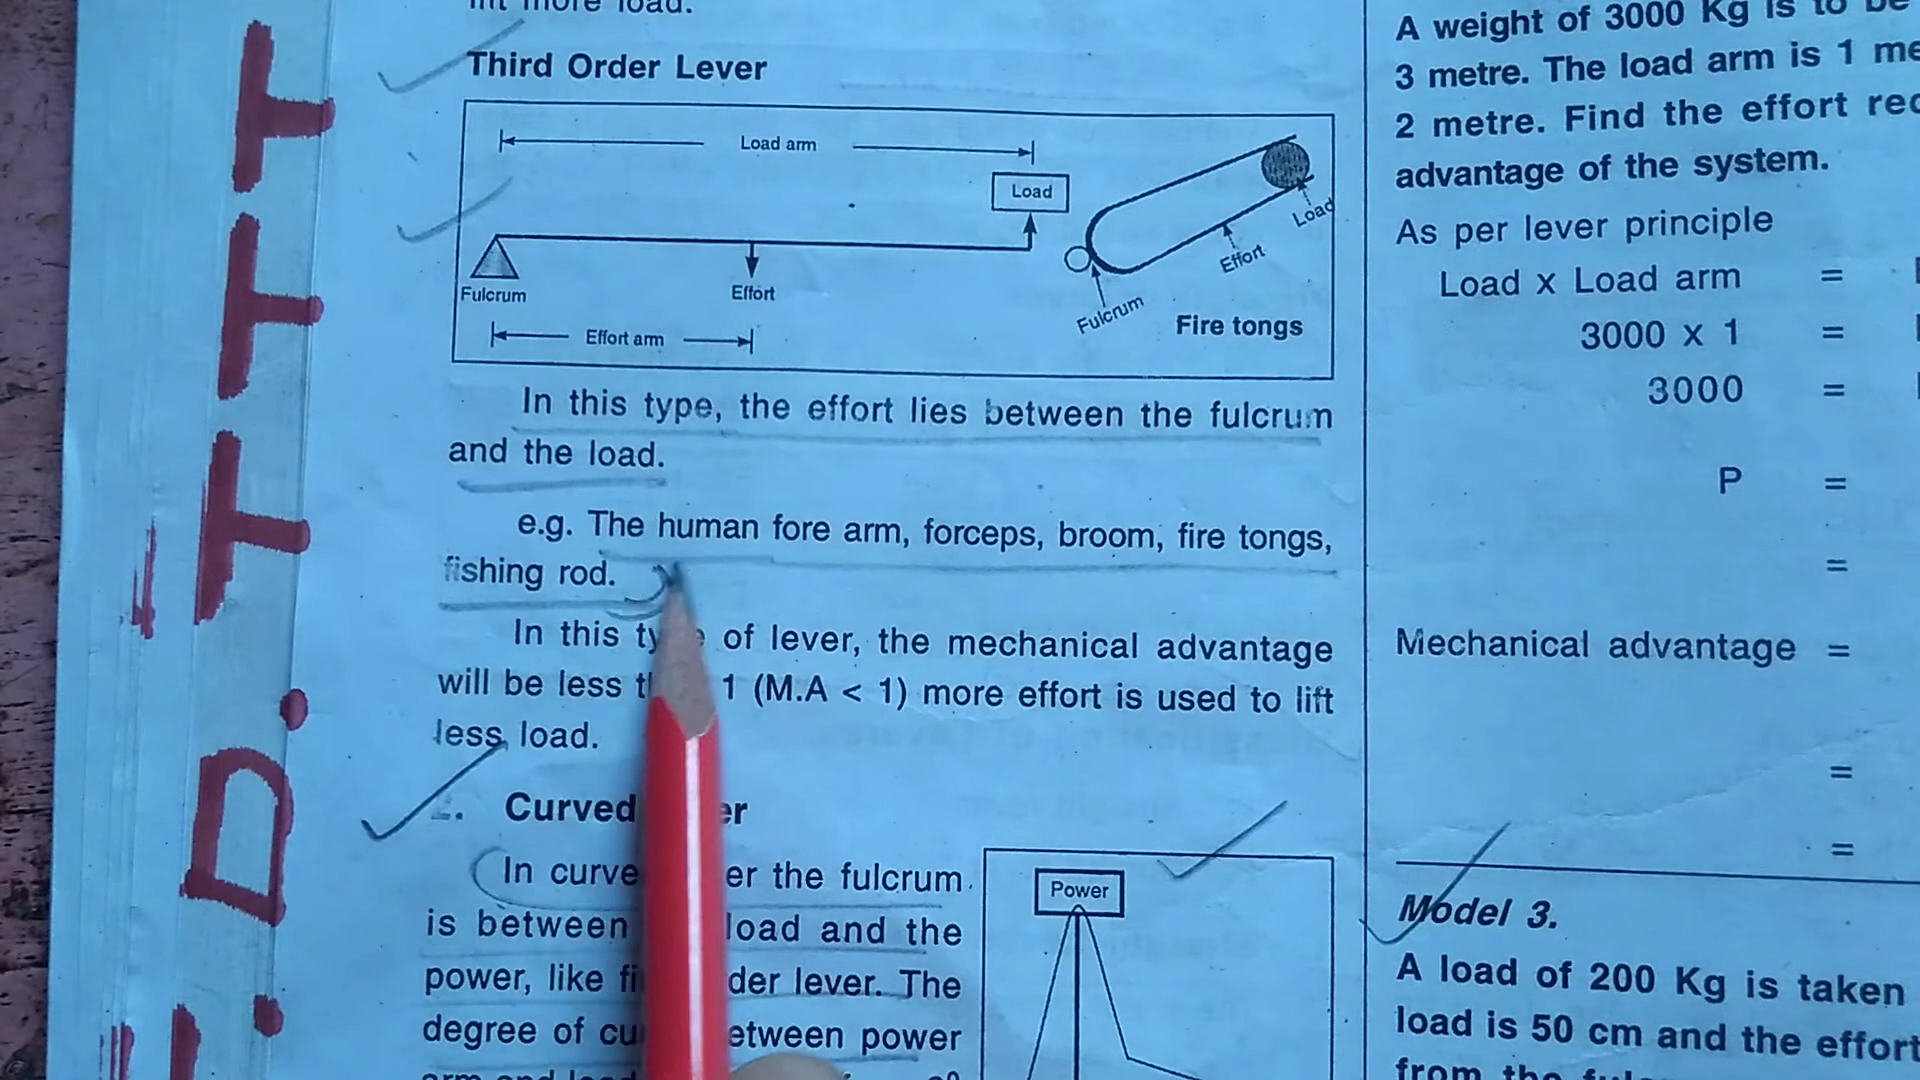 Third Order Lever
Load arm
Load
Fulcrum
Effort
Effort arm
Load
Effort
Fulcrum
Fire tongs
In this type, the effort lies between the fulcrum
and the load.
e.g. The human fore arm, forceps, broom, fire tongs,
fishing rod.
In this of lever, the mechanical advantage
will be less 1 (M.A < 1) more effort is used to lift
less load.
Curved
In the fulcrum
is between load and the
power, like lever. The
degree of power
Power
A weight of 3000 Kg is to
3 metre. The load arm is 1
2 metre. Find the effort
advantage of the system.
As per lever principle
Load x Load arm =
3000 x 1 =
3000 =
P =
=
Mechanical advantage =
=
=
Model 3.
A load of 200 Kg is taken
load is 50 cm and the effort
from the
T T T D.